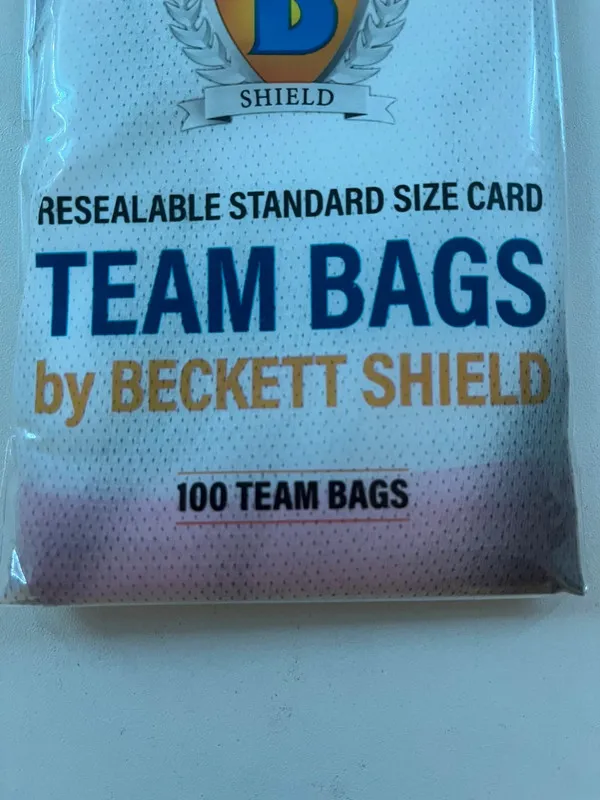 B
SHIELD
RESEALABLE STANDARD SIZE CARD
TEAM BAGS
by BECKETT SHIELD
100 TEAM BAGS